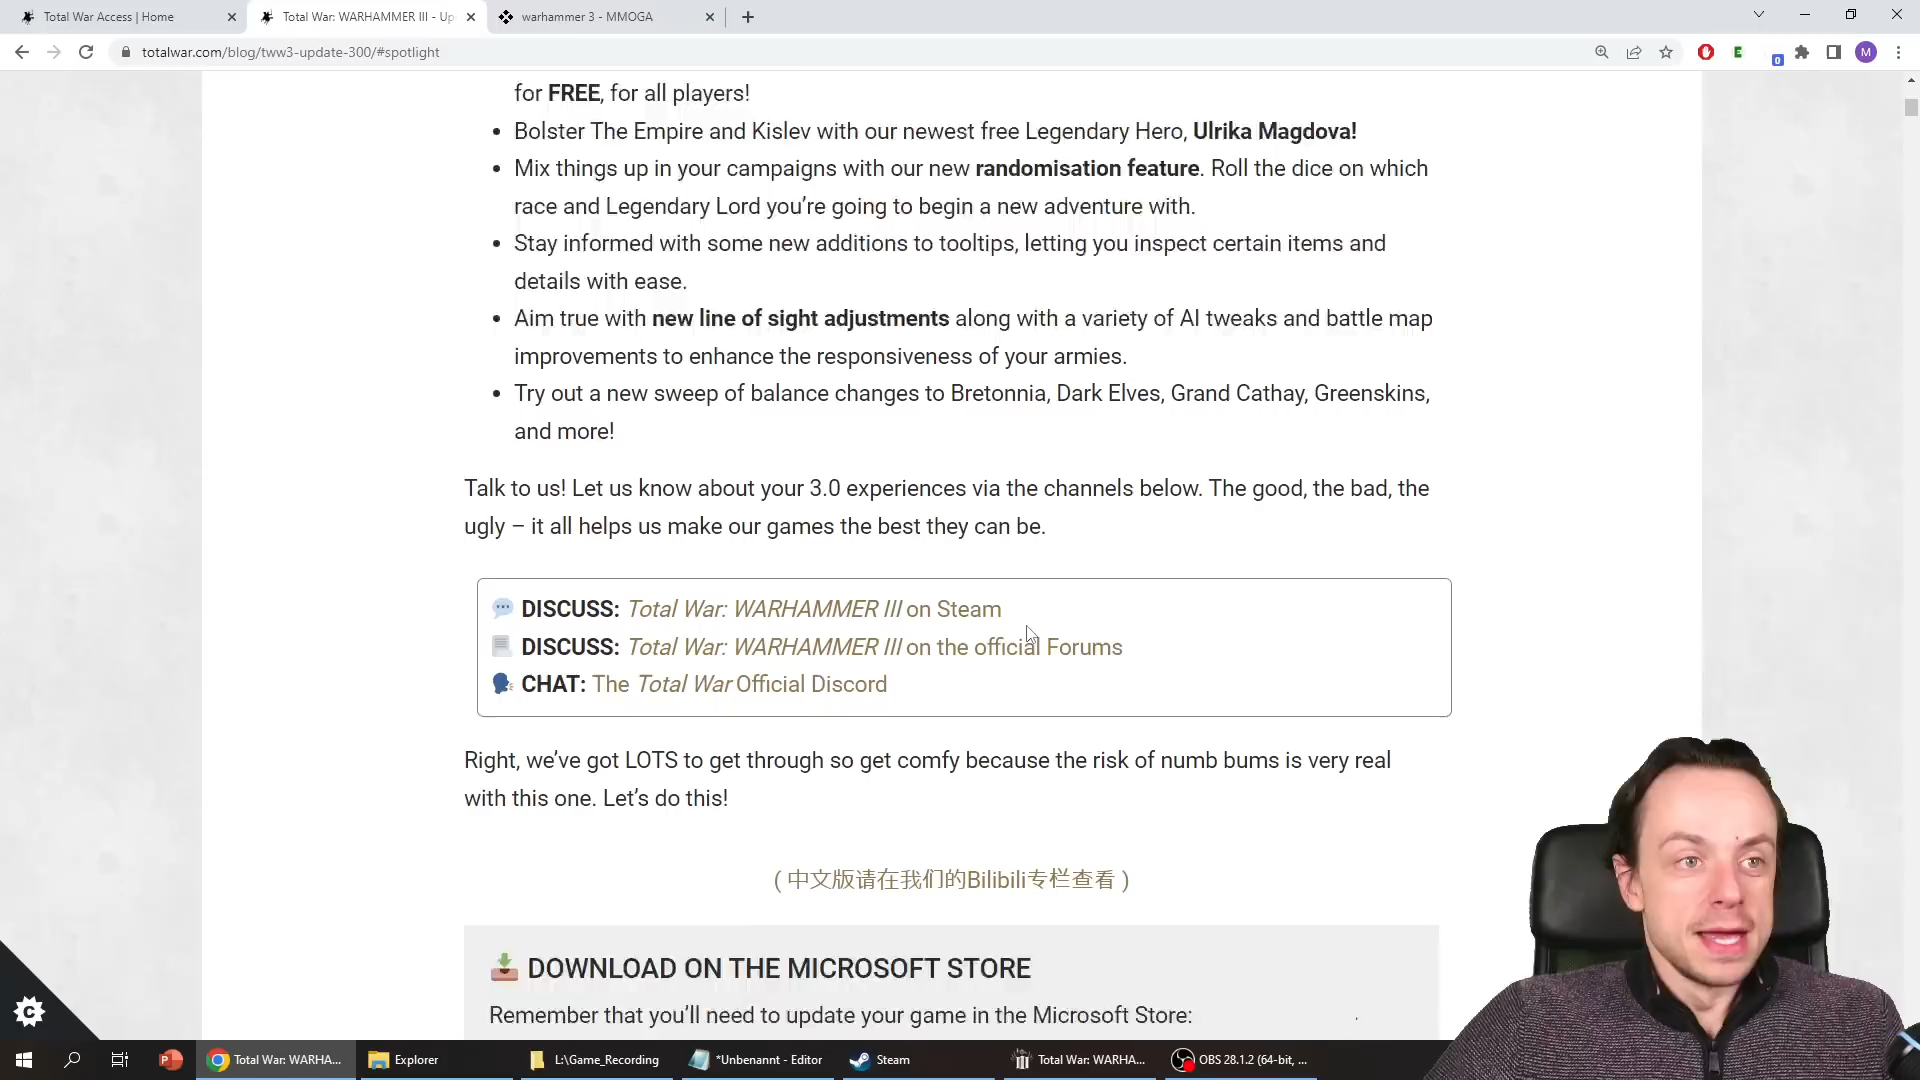 Total War Access | Home
Total War: WARHAMMER III - Up
warhammer 3 - MMOGA
totalwar.com/blog/tww3-update-300/#spotlight
E
0
M
for FREE, for all players!
• Bolster The Empire and Kislev with our newest free Legendary Hero, Ulrika Magdova!
• Mix things up in your campaigns with our new randomisation feature. Roll the dice on which
race and Legendary Lord you’re going to begin a new adventure with.
• Stay informed with some new additions to tooltips, letting you inspect certain items and
details with ease.
• Aim true with new line of sight adjustments along with a variety of AI tweaks and battle map
improvements to enhance the responsiveness of your armies.
• Try out a new sweep of balance changes to Bretonnia, Dark Elves, Grand Cathay, Greenskins,
and more!
Talk to us! Let us know about your 3.0 experiences via the channels below. The good, the bad, the
ugly – it all helps us make our games the best they can be.
DISCUSS: Total War: WARHAMMER III on Steam
DISCUSS: Total War: WARHAMMER III on the official Forums
CHAT: The Total War Official Discord
Right, we’ve got LOTS to get through so get comfy because the risk of numb bums is very real
with this one. Let’s do this!
( 中文版请在我们的Bilibili专栏查看 )
DOWNLOAD ON THE MICROSOFT STORE
Remember that you’ll need to update your game in the Microsoft Store:
C
Total War: WARHA...
Explorer
L:\Game_Recording
*Unbenannt - Editor
Steam
Total War: WARHA...
OBS 28.1.2 (64-bit, ...